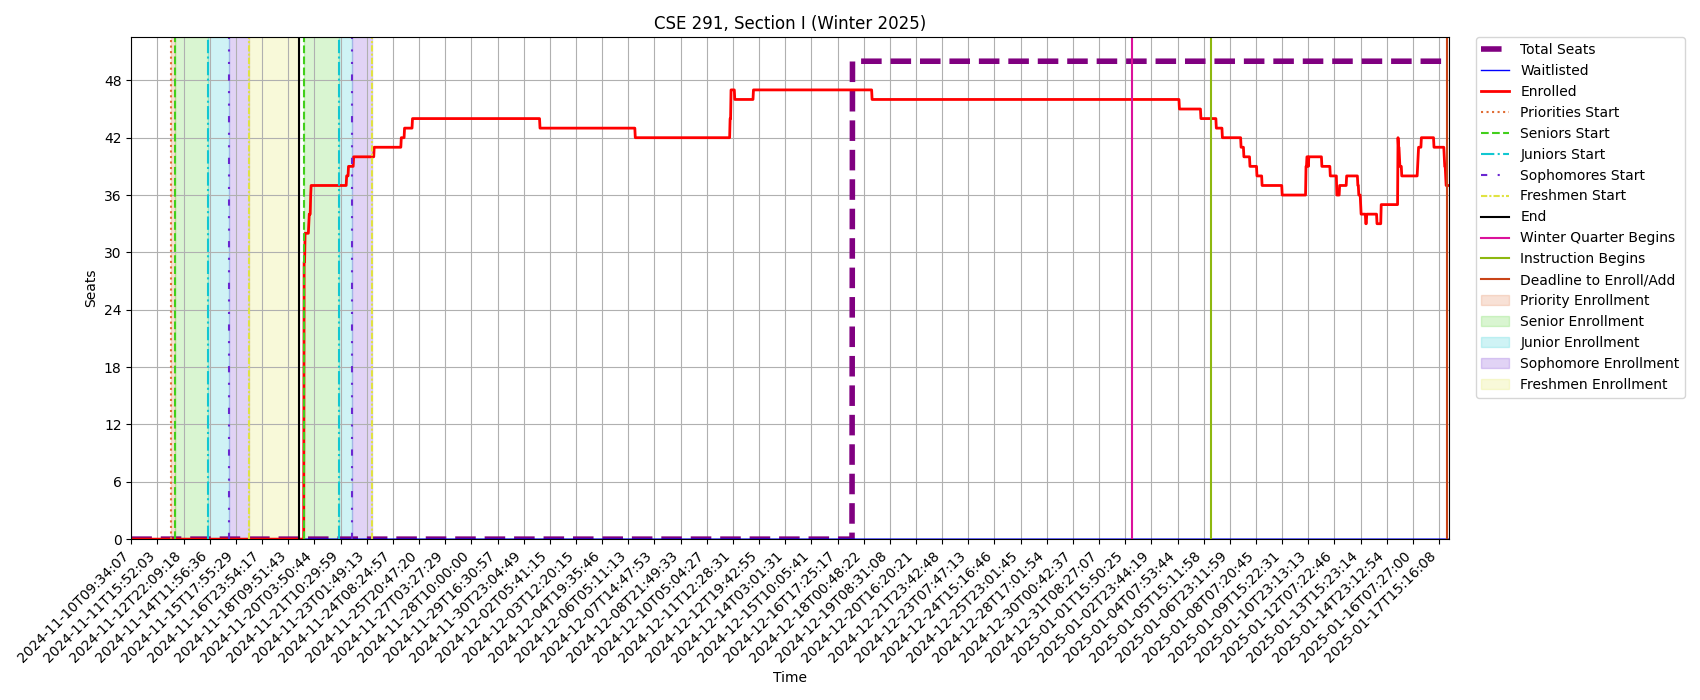 CSE 291, Section I (Winter 2025)
Seats
48
42
36
30
24
18
12
6
0
2024-11-10T09:34:07
2024-11-11T15:52:03
2024-11-12T22:09:18
2024-11-14T11:56:36
2024-11-15T17:55:29
2024-11-16T23:54:17
2024-11-18T09:51:43
2024-11-20T03:50:44
2024-11-21T10:29:59
2024-11-23T01:49:13
2024-11-24T08:24:57
2024-11-25T20:47:20
2024-11-27T03:27:29
2024-11-28T10:00:00
2024-11-29T16:30:57
2024-11-30T23:04:49
2024-12-02T05:41:15
2024-12-03T12:20:15
2024-12-04T19:35:46
2024-12-06T05:11:13
2024-12-07T14:47:53
2024-12-08T21:49:33
2024-12-10T05:04:27
2024-12-11T12:28:31
2024-12-12T19:42:55
2024-12-14T03:01:31
2024-12-15T10:05:41
2024-12-16T17:25:17
2024-12-18T00:48:22
2024-12-19T08:31:08
2024-12-20T16:20:21
2024-12-21T23:42:48
2024-12-23T07:47:13
2024-12-24T15:16:46
2024-12-25T23:01:45
2024-12-28T17:01:54
2024-12-30T00:42:37
2024-12-31T08:27:07
2025-01-01T15:50:25
2025-01-02T23:44:19
2025-01-04T07:53:44
2025-01-05T15:11:58
2025-01-06T23:11:59
2025-01-08T07:20:45
2025-01-09T15:22:31
2025-01-10T23:13:13
2025-01-12T07:22:46
2025-01-13T15:23:14
2025-01-14T23:12:54
2025-01-16T07:27:00
2025-01-17T15:16:08
Time
Total Seats
Waitlisted
Enrolled
Priorities Start
Seniors Start
Juniors Start
Sophomores Start
Freshmen Start
End
Winter Quarter Begins
Instruction Begins
Deadline to Enroll/Add
Priority Enrollment
Senior Enrollment
Junior Enrollment
Sophomore Enrollment
Freshmen Enrollment